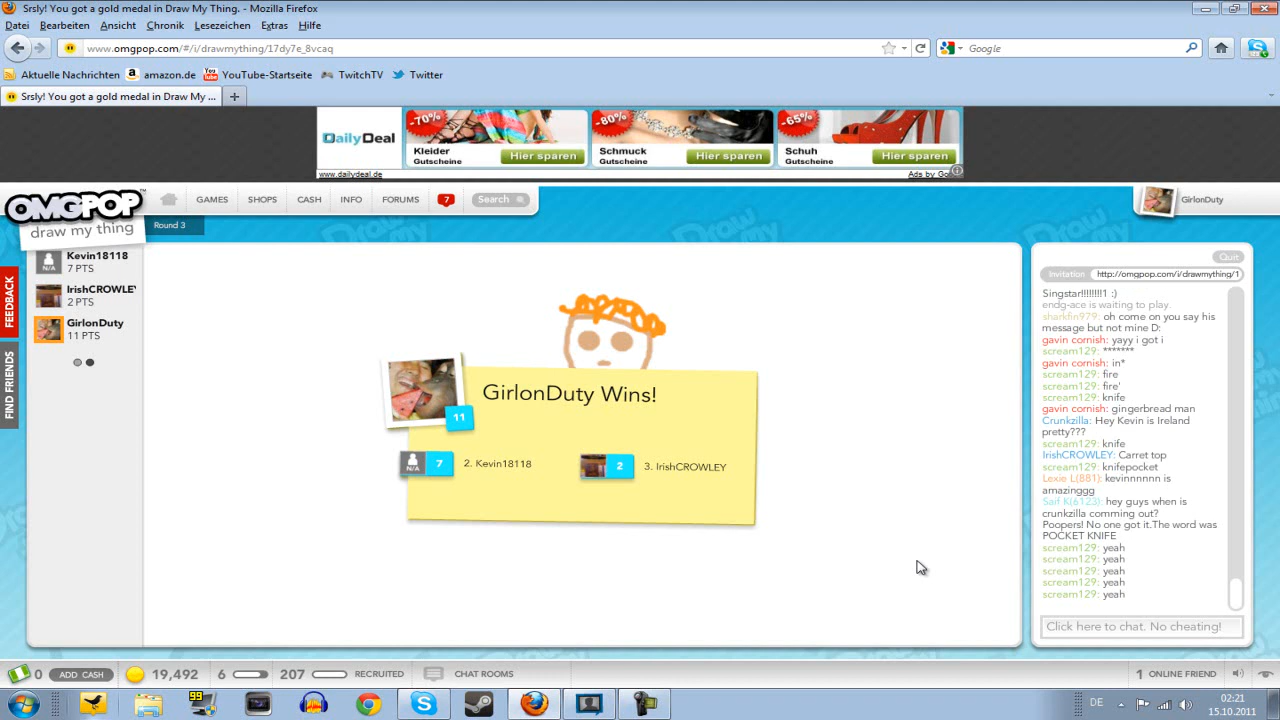 Srsly! You got a gold medal in Draw My Thing. - Mozilla Firefox
Datei Bearbeiten Ansicht Chronik Lesezeichen Extras Hilfe
www.omgpop.com/#/i/drawmything/17dy7e_8vcaq
Google
Aktuelle Nachrichten amazon.de YouTube-Startseite TwitchTV Twitter
Srsly! You got a gold medal in Draw My ...
DailyDeal
-70%
Kleider
Gutscheine
Hier sparen
-80%
Schmuck
Gutscheine
Hier sparen
-65%
Schuh
Gutscheine
Hier sparen
www.dailydeal.de
Ads by Go
OMGPOP
draw my thing
GAMES SHOPS CASH INFO FORUMS 7 Search
GirlonDuty
Round 3
FEEDBACK
FIND FRIENDS
Kevin18118
7 PTS
IrishCROWLEY
2 PTS
GirlonDuty
11 PTS
GirlonDuty Wins!
11
N/A 7 2. Kevin18118
2 3. IrishCROWLEY
Quit
Invitation http://omgpop.com/i/drawmything/1
Singstar!!!!!!!!1 :)
endg-ace is waiting to play.
sharkfin979: oh come on you say his
message but not mine D:
gavin cornish: yayy i got i
scream129: *******
gavin cornish: in*
scream129: fire
scream129: fire'
scream129: knife
gavin cornish: gingerbread man
Crunkzilla: Hey Kevin is Ireland
pretty???
scream129: knife
IrishCROWLEY: Carret top
scream129: knifepocket
Lexie L(881): kevinnnnnn is
amazinggg
Saif K(6123): hey guys when is
crunkzilla comming out?
Poopers! No one got it.The word was
POCKET KNIFE
scream129: yeah
scream129: yeah
scream129: yeah
scream129: yeah
scream129: yeah
Click here to chat. No cheating!
0 ADD CASH 19,492 6 207 RECRUITED CHAT ROOMS 1 ONLINE FRIEND
99
DE
02:21
15.10.2011